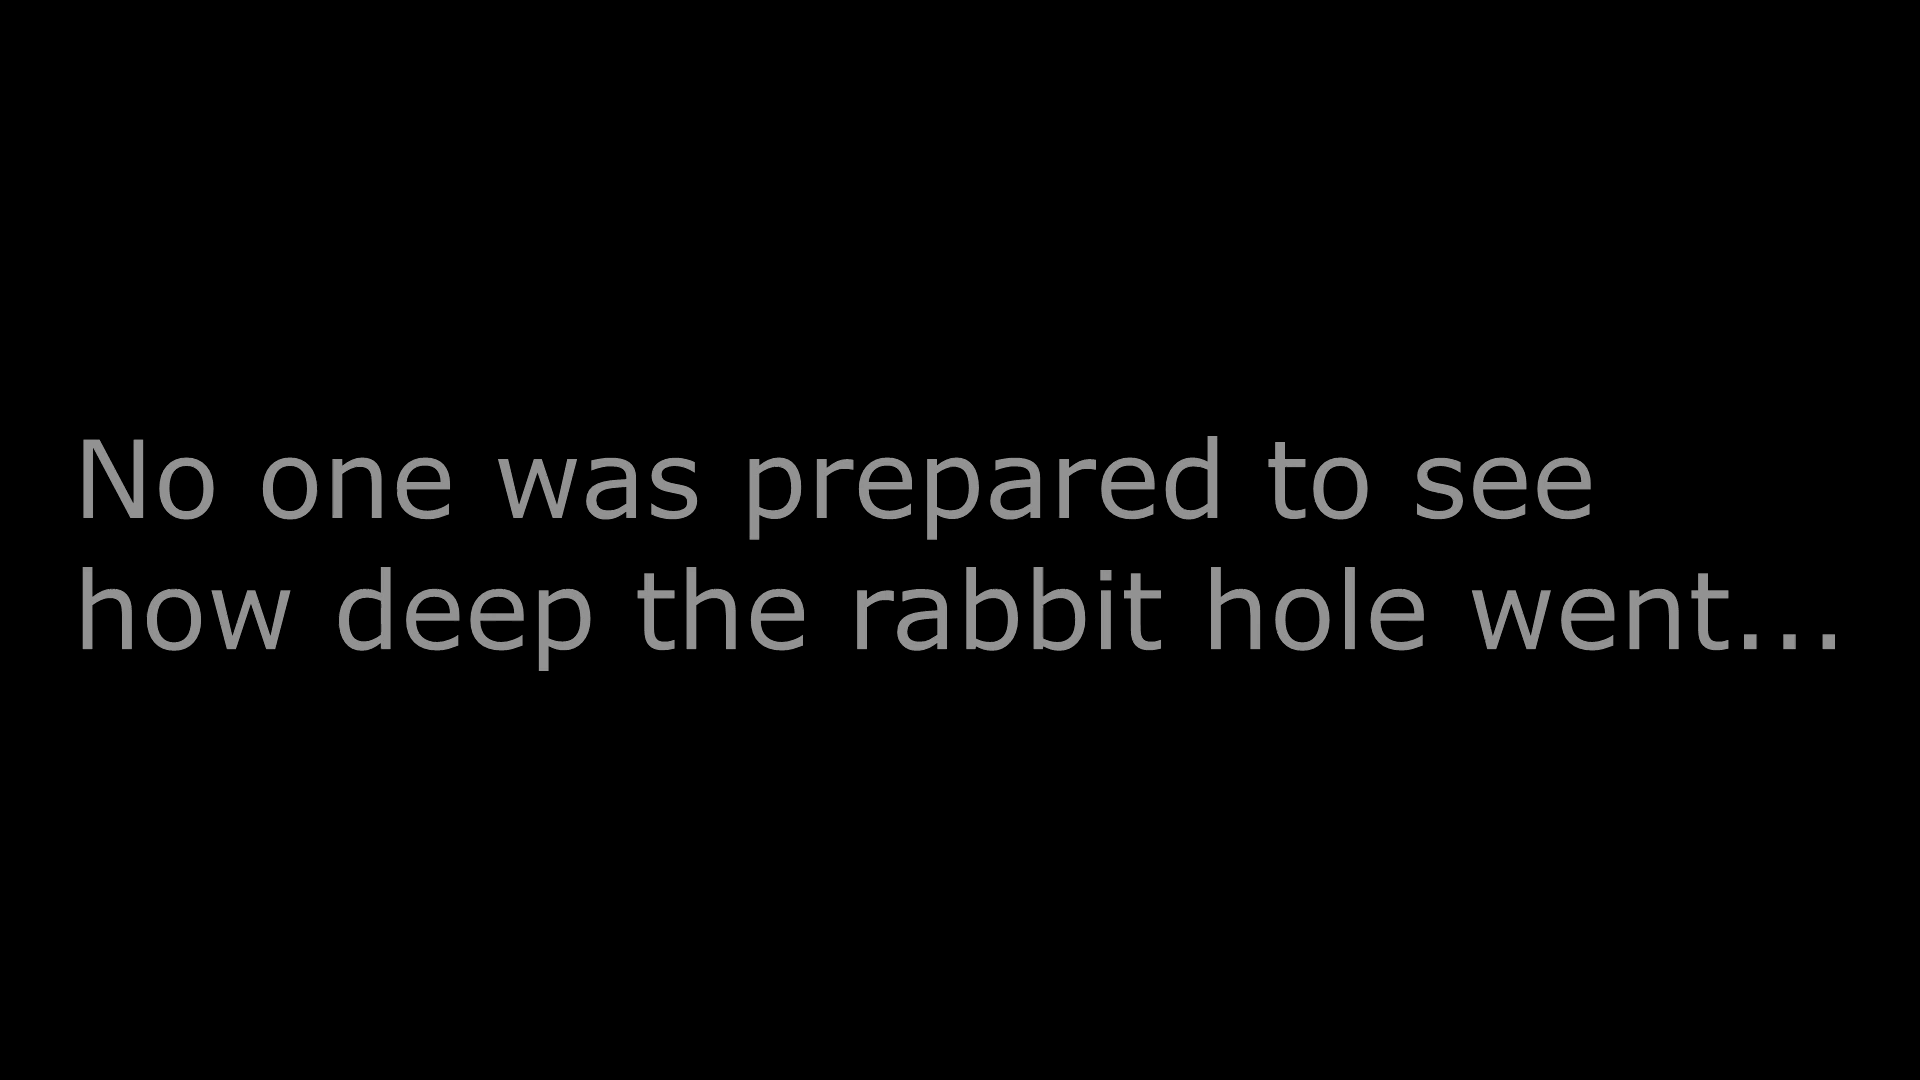 No one was prepared to see
how deep the rabbit hole went...